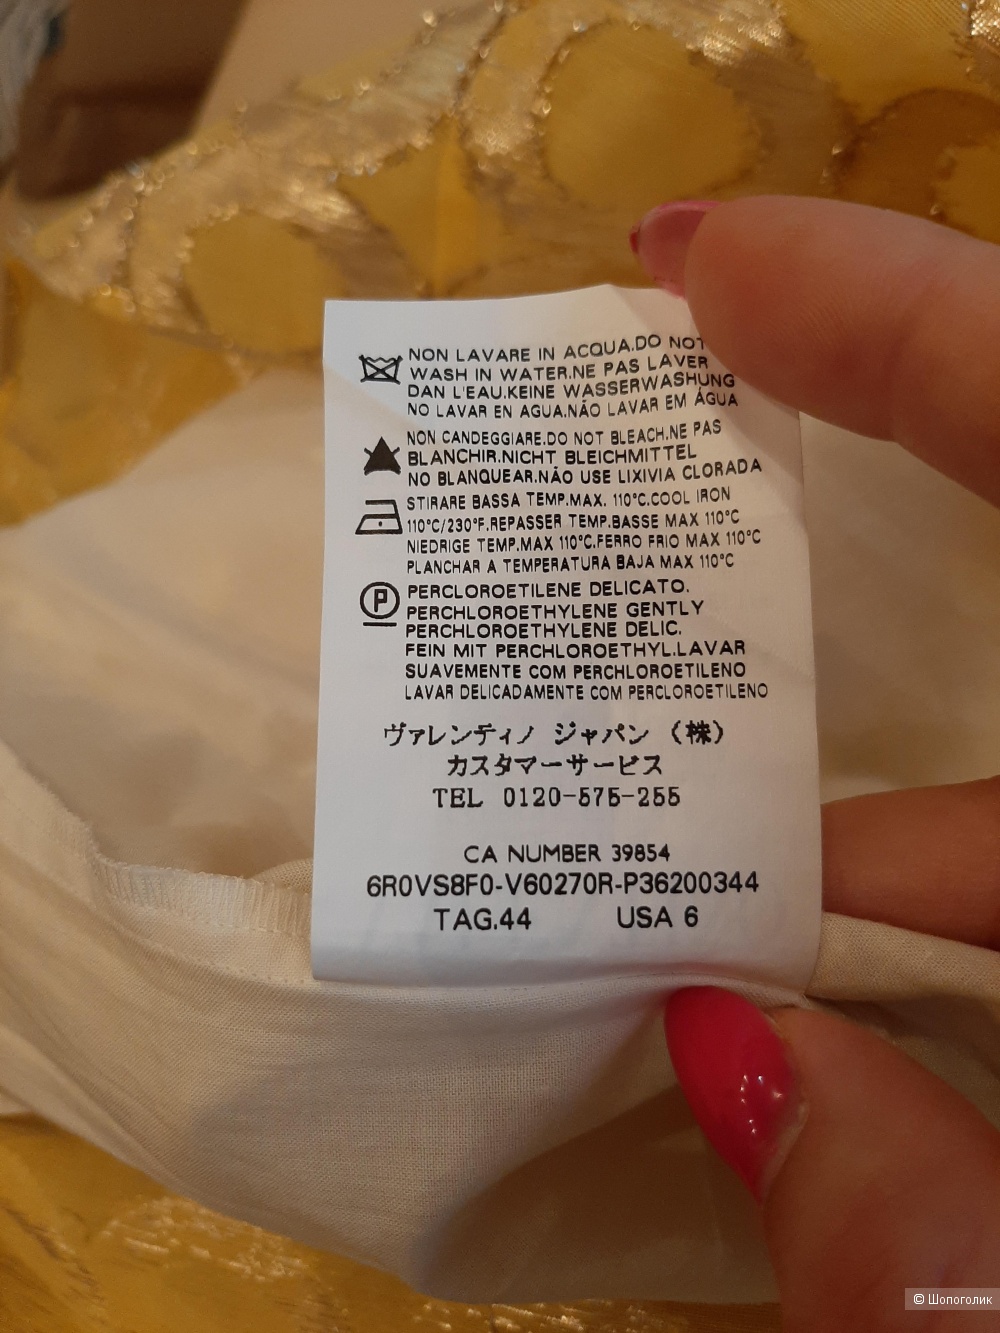 NON LAVARE IN ACQUA.DO NOT
WASH IN WATER.NE PAS LAVER
DAN L'EAU.KEINE WASSERWASHUNG
NO LAVAR EN AGUA.NÃO LAVAR EM ÁGUA
NON CANDEGGIARE.DO NOT BLEACH.NE PAS
BLANCHIR.NICHT BLEICHMITTEL
NO BLANQUEAR.NÃO USE LIXIVIA CLORADA
STIRARE BASSA TEMP.MAX. 110°C.COOL IRON
110°C/230°F.REPASSER TEMP.BASSE MAX 110°C
NIEDRIGE TEMP.MAX 110°C.FERRO FRIO MAX 110°C
PLANCHAR A TEMPERATURA BAJA MAX 110°C
P
PERCLOROETILENE DELICATO.
PERCHLOROETHYLENE GENTLY
PERCHLOROETHYLENE DELIC.
FEIN MIT PERCHLOROETHYL.LAVAR
SUAVEMENTE COM PERCHLOROETILENO
LAVAR DELICADAMENTE COM PERCLOROETILENO
ヴァレンティノ ジャパン (株)
カスタマーサービス
TEL 0120-575-255
CA NUMBER 39854
6R0VS8F0-V60270R-P36200344
TAG.44 USA 6
© Шопоголик